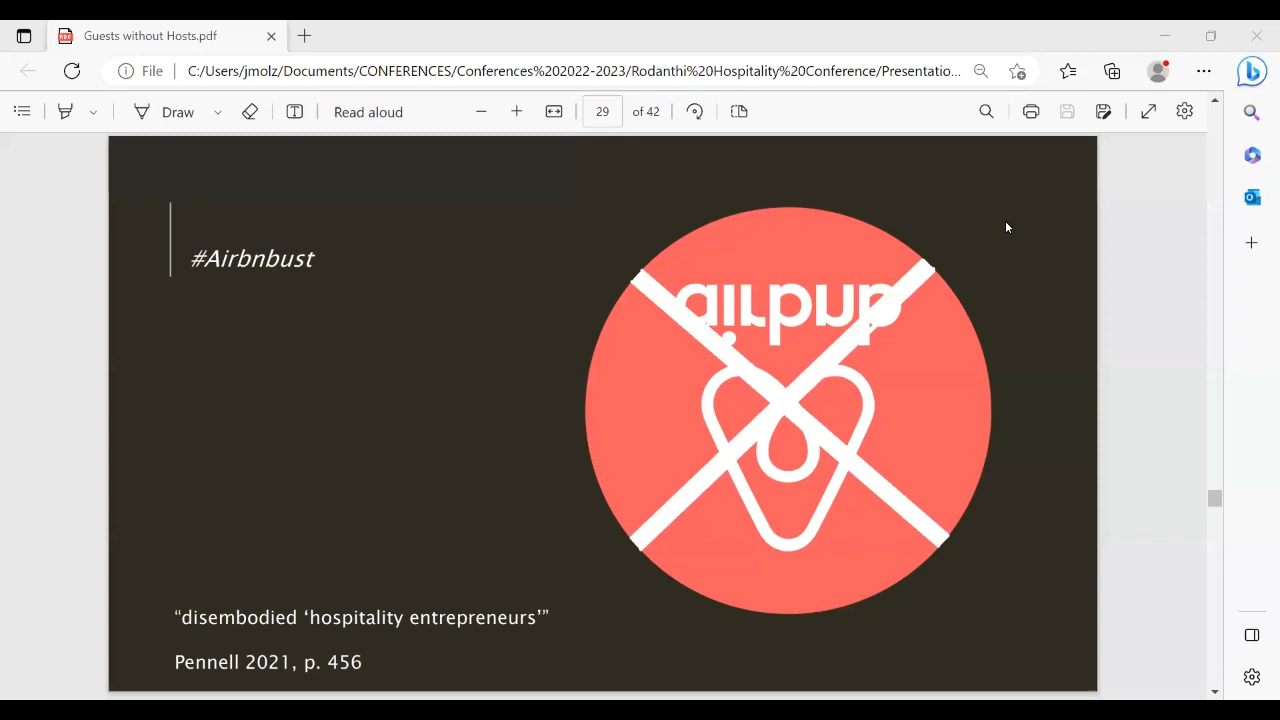 Guests without Hosts.pdf
File
C:/Users/jmolz/Documents/CONFERENCES/Conferences%202022-2023/Rodanthi%20Hospitality%20Conference/Presentatio...
Draw
Read aloud
29
of 42
#Airbnbust
airbnb
“disembodied ‘hospitality entrepreneurs’”
Pennell 2021, p. 456